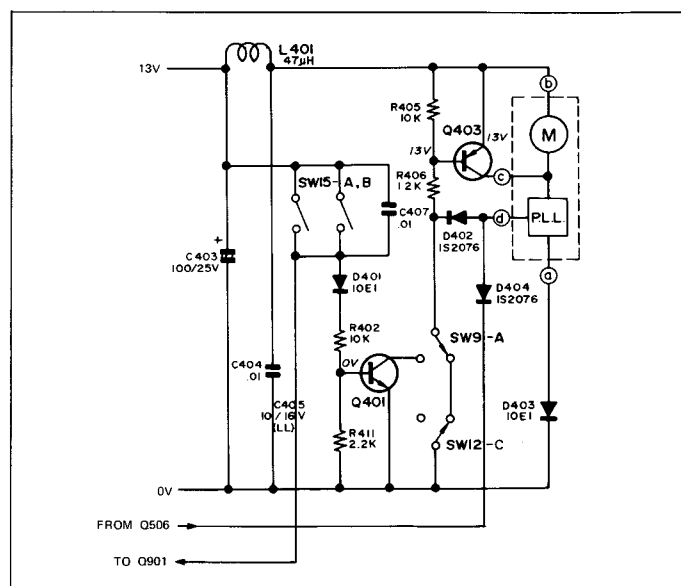 L401
47µH
13V
b
R405
10K
Q403
13V
M
13V
R406
1.2K
c
SW15-A,B
P.L.L.
d
C407
.01
D402
1S2076
+
C403
100/25V
D401
10E1
D404
1S2076
a
R402
10K
SW91-A
C404
.01
0V
Q401
D403
10E1
C405
10/16V
(LL)
R411
2.2K
SW12-C
0V
FROM Q506
TO Q901